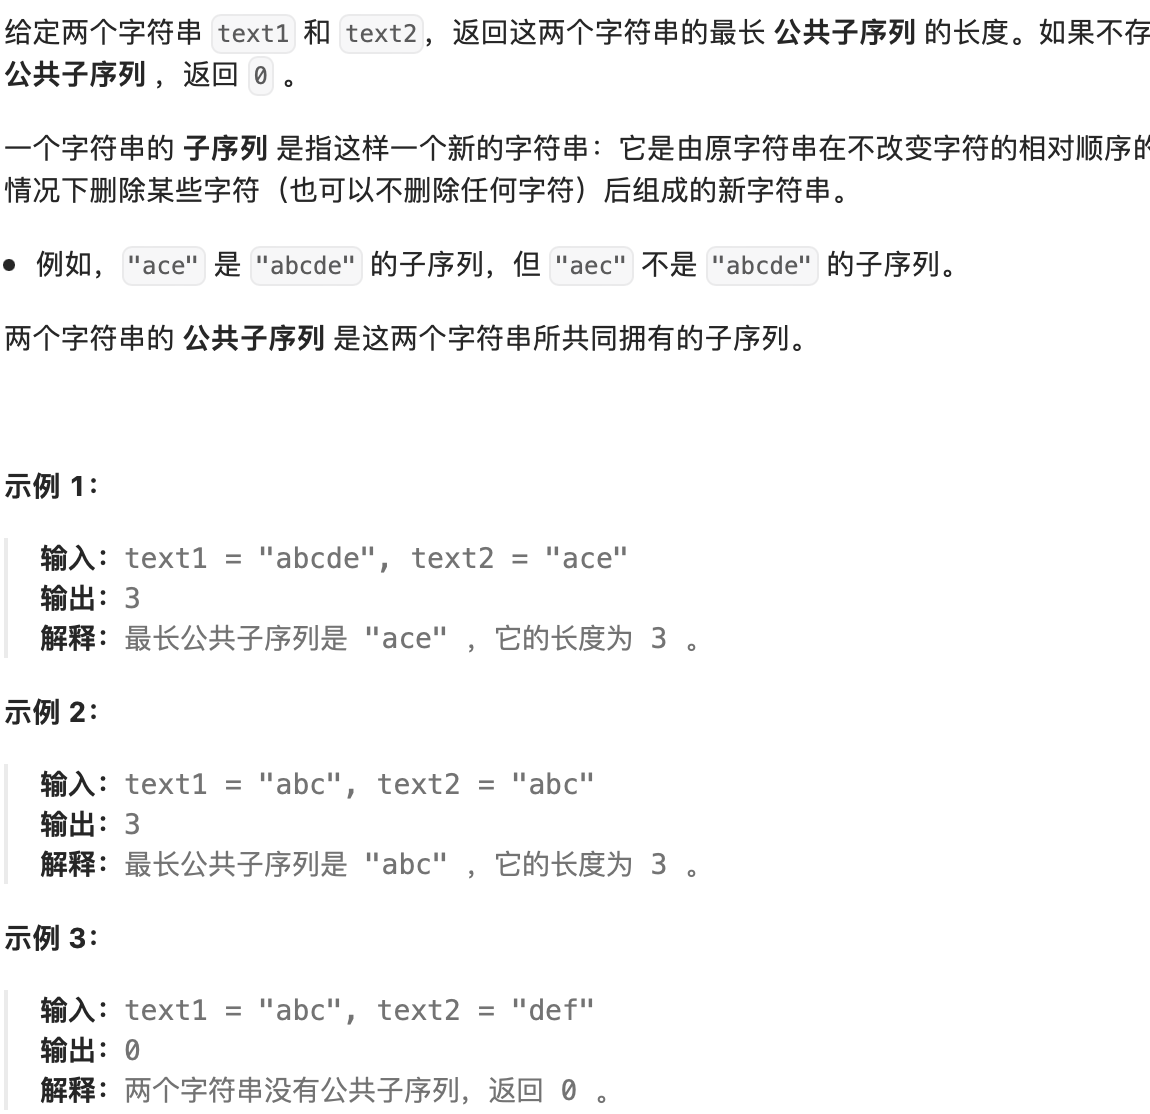 给定两个字符串 text1 和 text2，返回这两个字符串的最长 公共子序列 的长度。如果不存
公共子序列 ，返回 0 。
一个字符串的 子序列 是指这样一个新的字符串：它是由原字符串在不改变字符的相对顺序的
情况下删除某些字符（也可以不删除任何字符）后组成的新字符串。
• 例如，"ace" 是 "abcde" 的子序列，但 "aec" 不是 "abcde" 的子序列。
两个字符串的 公共子序列 是这两个字符串所共同拥有的子序列。
示例 1：
输入：text1 = "abcde", text2 = "ace"
输出：3
解释：最长公共子序列是 "ace" ，它的长度为 3 。
示例 2：
输入：text1 = "abc", text2 = "abc"
输出：3
解释：最长公共子序列是 "abc" ，它的长度为 3 。
示例 3：
输入：text1 = "abc", text2 = "def"
输出：0
解释：两个字符串没有公共子序列，返回 0 。